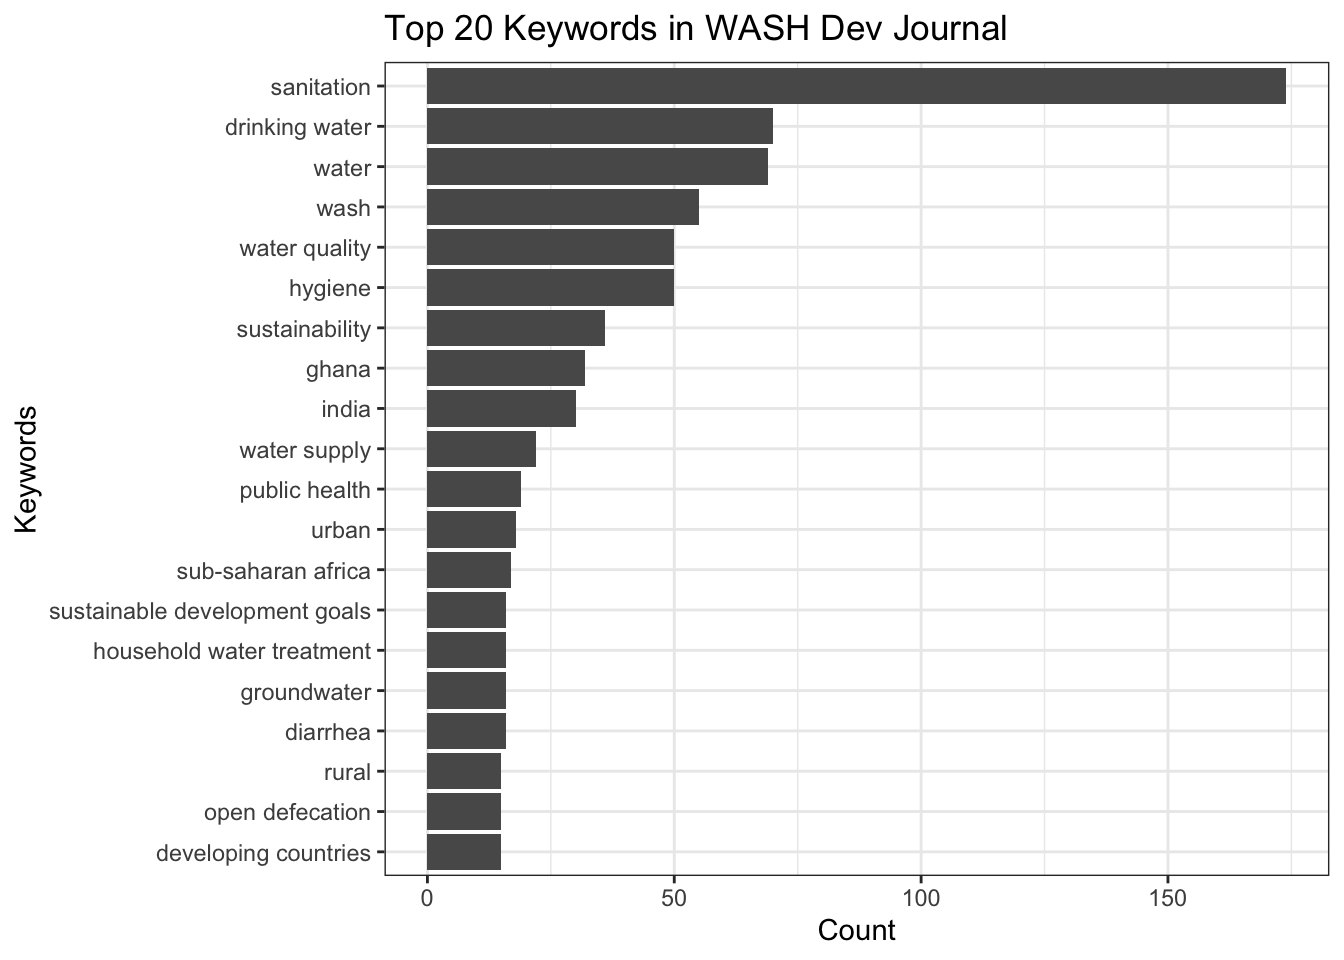 Top 20 Keywords in WASH Dev Journal
sanitation
drinking water
water
wash
water quality
hygiene
sustainability
ghana
india
water supply
public health
urban
sub-saharan africa
sustainable development goals
household water treatment
groundwater
diarrhea
rural
open defecation
developing countries
Keywords
0 50 100 150
Count